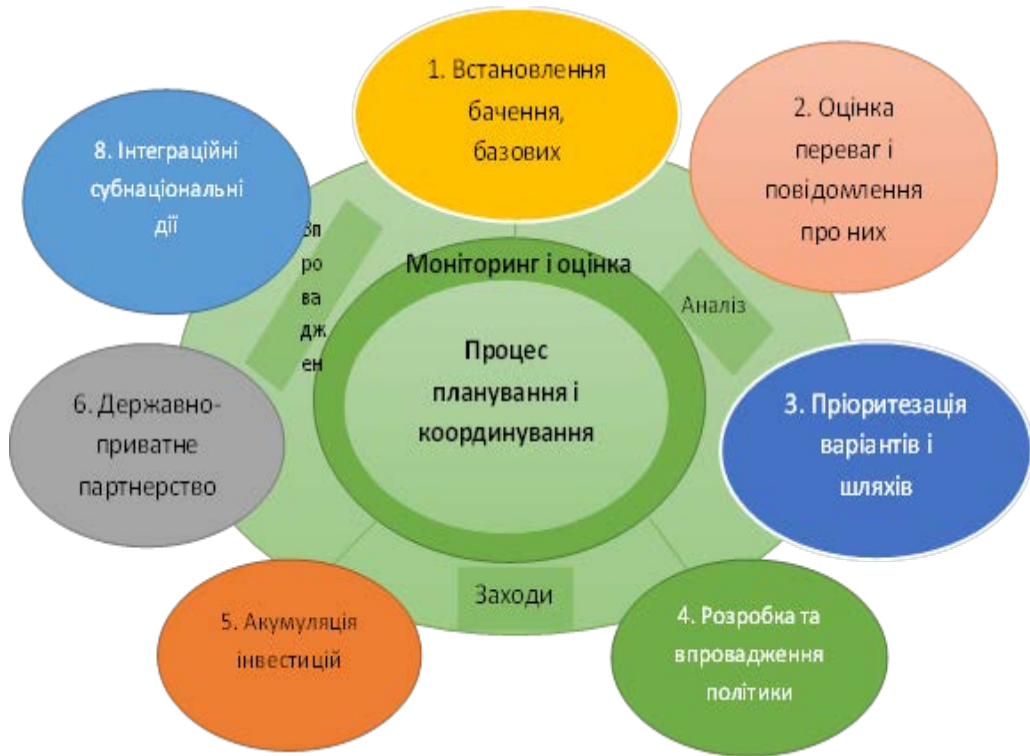 1. Встановлення
бачення,
базових
2. Оцінка
переваг і
повідомлення
про них
3. Пріоритезація
варіантів і
шляхів
4. Розробка та
впровадження
політики
5. Акумуляція
інвестицій
6. Державно-
приватне
партнерство
8. Інтеграційні
субнаціональні
дії
Вп
ро
ва
дж
ен
Моніторинг і оцінка
Аналіз
Процес
планування і
координування
Заходи